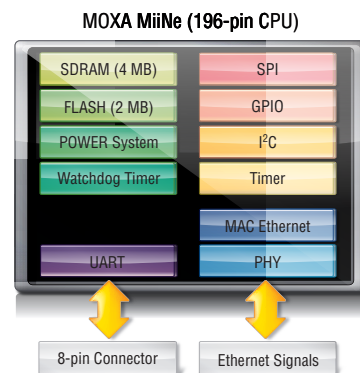 MOXA MiiNe (196-pin CPU)
SDRAM (4 MB)
SPI
FLASH (2 MB)
GPIO
POWER System
I²C
Watchdog Timer
Timer
MAC Ethernet
UART
PHY
8-pin Connector
Ethernet Signals